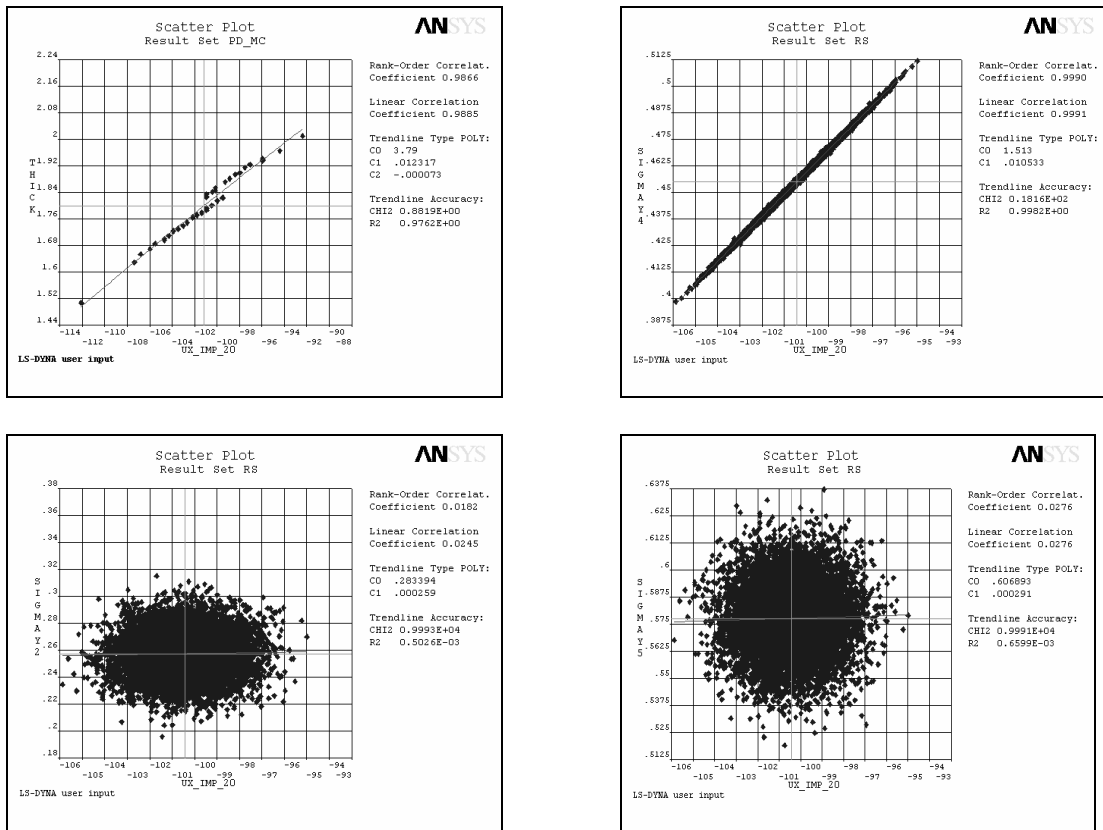 Scatter Plot
Result Set PD_MC
ANSYS
2.24
2.16
2.08
2
1.92
1.84
1.76
1.68
1.6
1.52
1.44
THICK
-114
-112
-110
-108
-106
-104
-102
-100
-98
-96
-94
-92
-90
-88
UX_IMP_20
LS-DYNA user input
Rank-Order Correlat.
Coefficient 0.9866
Linear Correlation
Coefficient 0.9885
Trendline Type POLY:
C0 3.79
C1 .012317
C2 -.000073
Trendline Accuracy:
CHI2 0.8819E+00
R2 0.9762E+00
Scatter Plot
Result Set RS
ANSYS
.5125
.5
.4875
.475
.4625
.45
.4375
.425
.4125
.4
.3875
SIGMAY4
-106
-105
-104
-103
-102
-101
-100
-99
-98
-97
-96
-95
-94
-93
UX_IMP_20
LS-DYNA user input
Rank-Order Correlat.
Coefficient 0.9990
Linear Correlation
Coefficient 0.9991
Trendline Type POLY:
C0 1.513
C1 .010533
Trendline Accuracy:
CHI2 0.1816E+02
R2 0.9982E+00
Scatter Plot
Result Set RS
ANSYS
.38
.36
.34
.32
.3
.28
.26
.24
.22
.2
.18
SIGMAY2
-106
-105
-104
-103
-102
-101
-100
-99
-98
-97
-96
-95
-94
-93
UX_IMP_20
LS-DYNA user input
Rank-Order Correlat.
Coefficient 0.0182
Linear Correlation
Coefficient 0.0245
Trendline Type POLY:
C0 .283394
C1 .000259
Trendline Accuracy:
CHI2 0.9993E+04
R2 0.5026E-03
Scatter Plot
Result Set RS
ANSYS
.6375
.625
.6125
.6
.5875
.575
.5625
.55
.5375
.525
.5125
SIGMAY5
-106
-105
-104
-103
-102
-101
-100
-99
-98
-97
-96
-95
-94
-93
UX_IMP_20
LS-DYNA user input
Rank-Order Correlat.
Coefficient 0.0276
Linear Correlation
Coefficient 0.0276
Trendline Type POLY:
C0 .606893
C1 .000291
Trendline Accuracy:
CHI2 0.9991E+04
R2 0.6599E-03